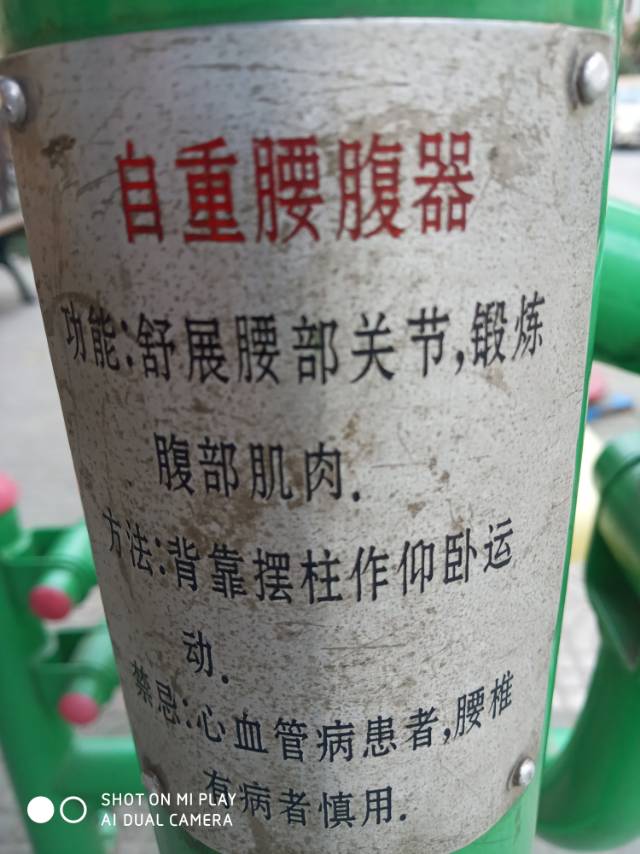 自重腰腹器
功能:舒展腰部关节,锻炼
腹部肌肉.
方法:背靠摆柱作仰卧运
动.
禁忌:心血管病患者,腰椎
有病者慎用.
SHOT ON MI PLAY
AI DUAL CAMERA